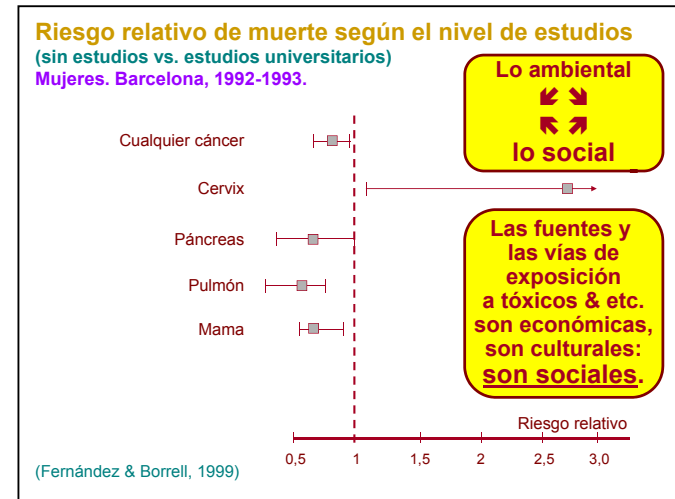 Riesgo relativo de muerte según el nivel de estudios
(sin estudios vs. estudios universitarios)
Mujeres. Barcelona, 1992-1993.
Lo ambiental
lo social
Cualquier cáncer
Cervix
Páncreas
Pulmón
Mama
Las fuentes y
las vías de
exposición
a tóxicos & etc.
son económicas,
son culturales:
son sociales.
Riesgo relativo
0,5 1 1,5 2 2,5 3,0
(Fernández & Borrell, 1999)